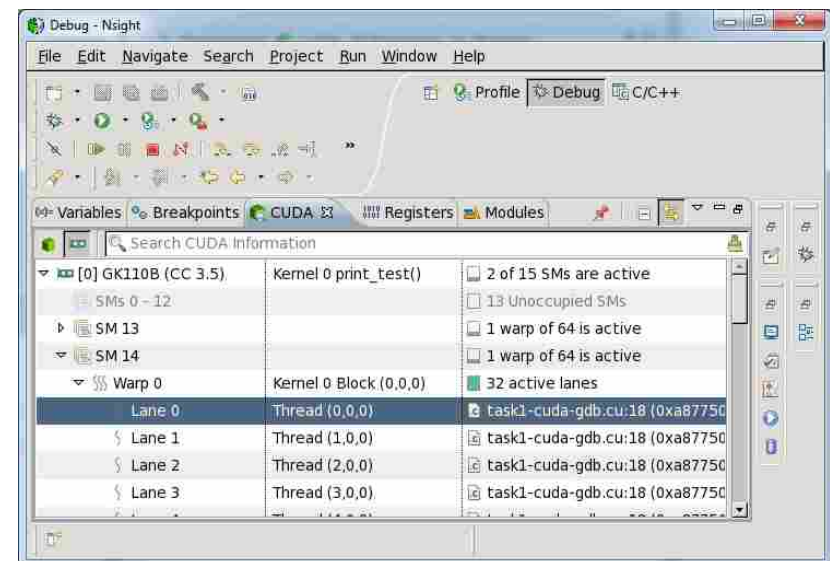 Debug - Nsight
File Edit Navigate Search Project Run Window Help
Profile Debug C/C++
Variables Breakpoints CUDA Registers Modules
Search CUDA Information
[0] GK110B (CC 3.5) Kernel 0 print_test() 2 of 15 SMs are active
SMs 0 - 12 13 Unoccupied SMs
SM 13 1 warp of 64 is active
SM 14 1 warp of 64 is active
Warp 0 Kernel 0 Block (0,0,0) 32 active lanes
Lane 0 Thread (0,0,0) task1-cuda-gdb.cu:18 (0xa87750
Lane 1 Thread (1,0,0) task1-cuda-gdb.cu:18 (0xa87750
Lane 2 Thread (2,0,0) task1-cuda-gdb.cu:18 (0xa87750
Lane 3 Thread (3,0,0) task1-cuda-gdb.cu:18 (0xa87750